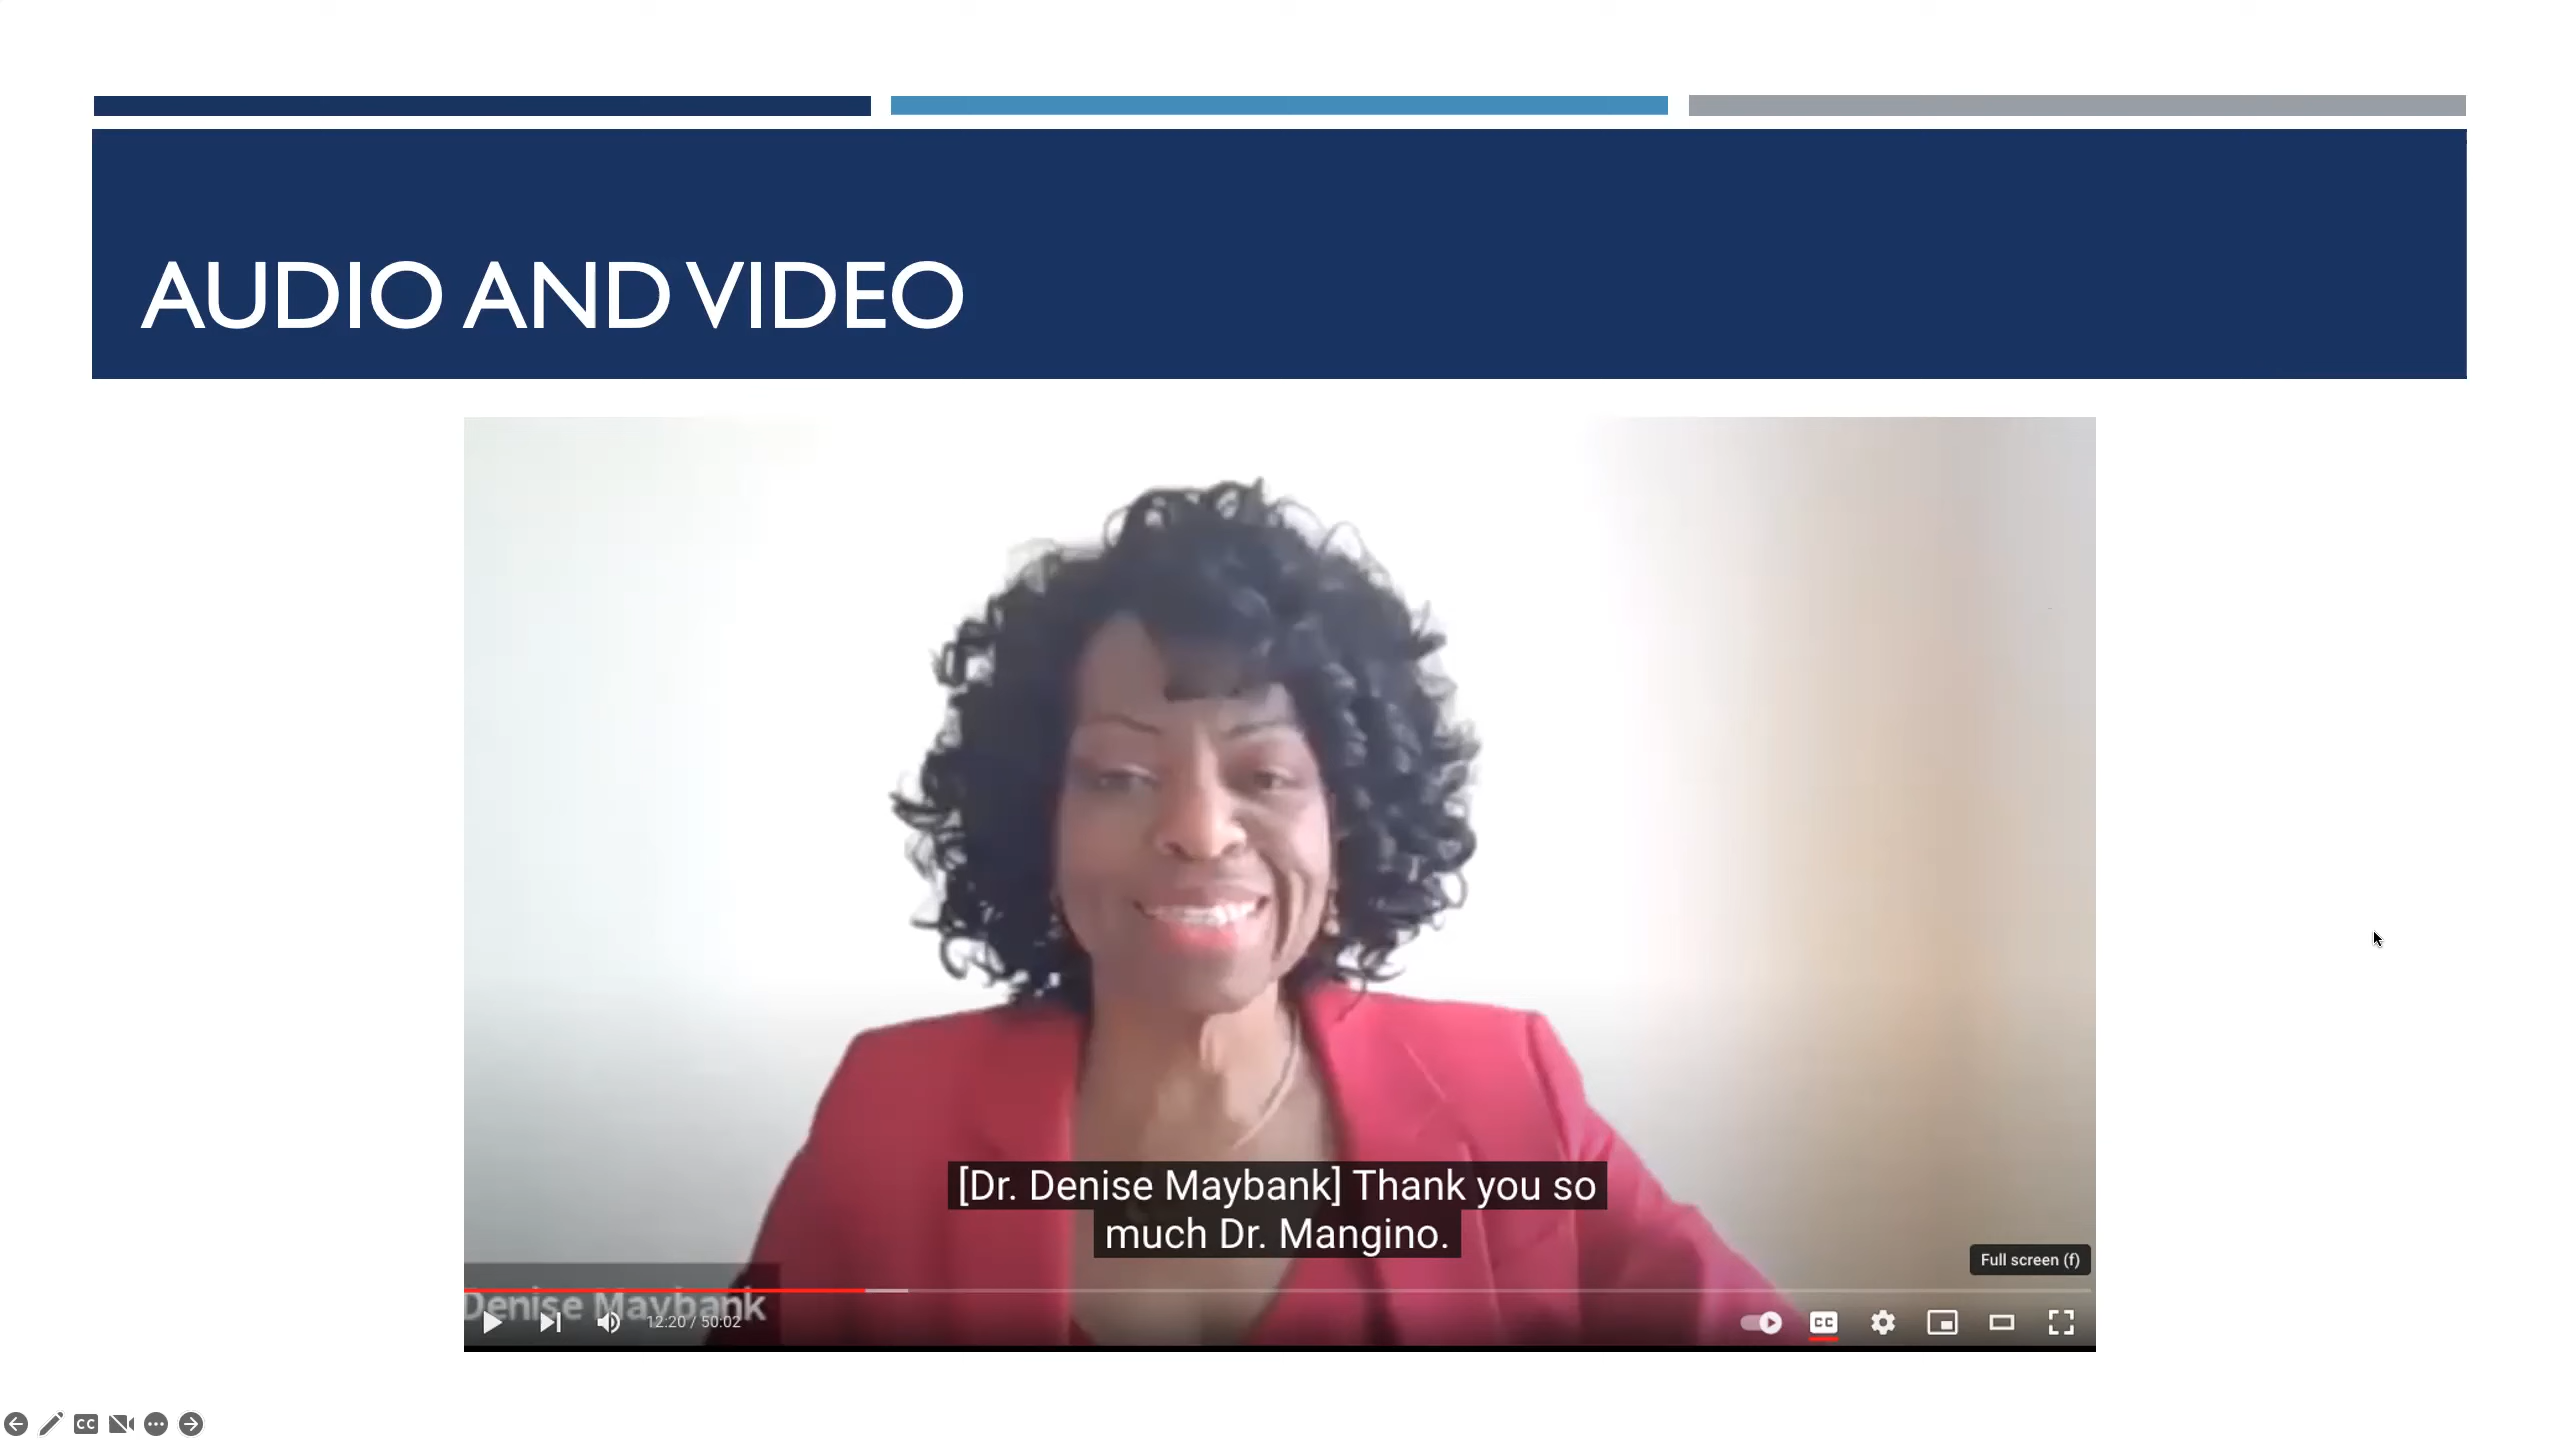 AUDIO AND VIDEO
[Dr. Denise Maybank] Thank you so
much Dr. Mangino.
Full screen (f)
Denise Maybank
12:20 / 50:02
CC
CC